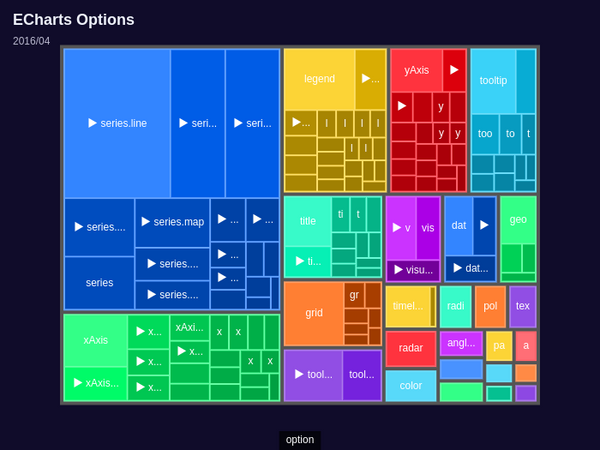 ECharts Options
2016/04
▶ series.line
▶ seri...
▶ seri...
▶ series....
▶ series.map
▶ ...
▶ ...
▶ series....
▶ ...
series
▶ series....
▶ ...
xAxis
▶ x...
xAxi...
x
x
▶ x...
▶ x...
x
x
▶ xAxis...
▶ x...
legend
▶ ...
▶ ...
l
l
l
l
l
l
yAxis
▶
▶
y
y
y
tooltip
too
to
t
title
ti
t
▶ ti...
▶ v
vis
▶ visu...
dat
▶
▶ dat...
geo
grid
gr
▶ tool...
tool...
timel...
radi
pol
tex
radar
angl...
pa
a
color
option